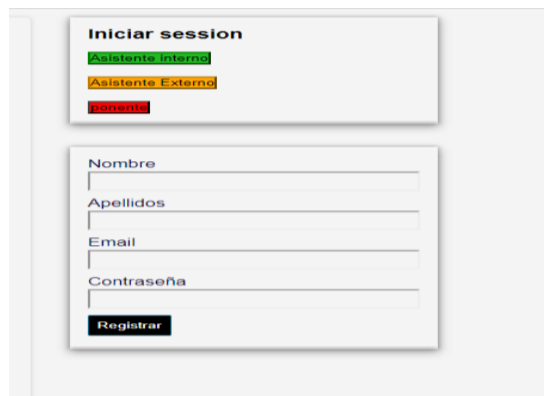 Iniciar session
Asistente Interno
Asistente Externo
ponente
Nombre
Apellidos
Email
Contraseña
Registrar